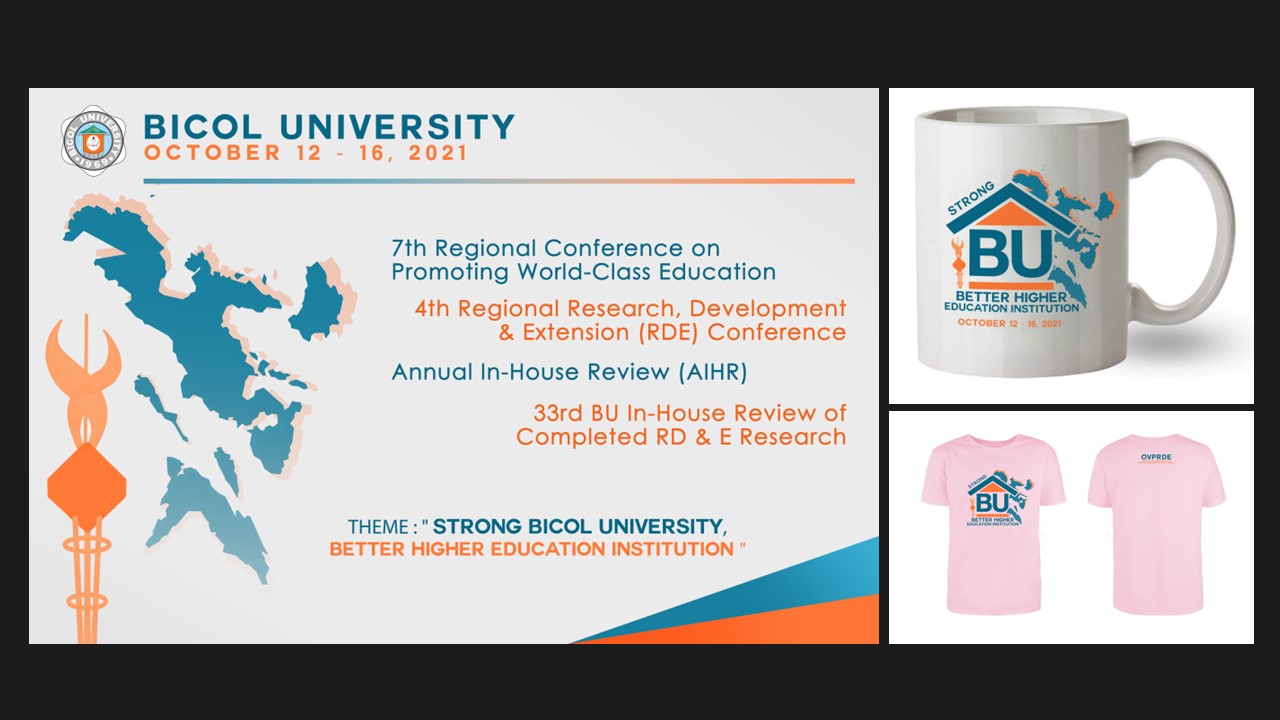 BICOL UNIVERSITY
1969
BICOL UNIVERSITY
OCTOBER 12 - 16, 2021
7th Regional Conference on
Promoting World-Class Education
4th Regional Research, Development
& Extension (RDE) Conference
Annual In-House Review (AIHR)
33rd BU In-House Review of
Completed RD & E Research
THEME : " STRONG BICOL UNIVERSITY,
BETTER HIGHER EDUCATION INSTITUTION "
STRONG
BU
BETTER HIGHER
EDUCATION INSTITUTION
OCTOBER 12 - 16, 2021
STRONG
BU
BETTER HIGHER
EDUCATION INSTITUTION
OVPRDE